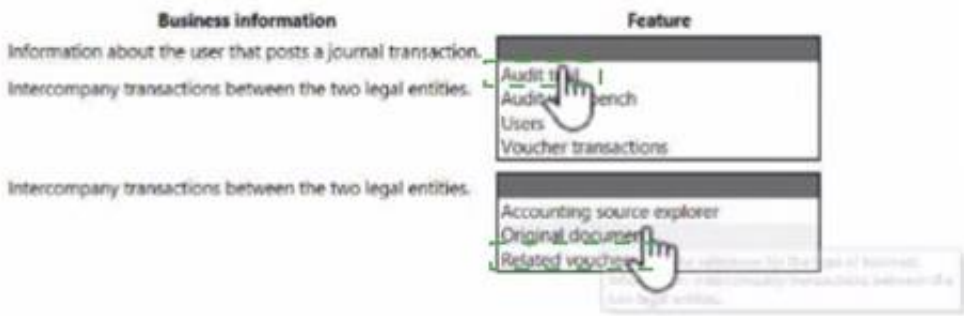 Business information Feature
Information about the user that posts a journal transaction.
Audit trail
Intercompany transactions between the two legal entities.
Audit workbench
Users
Voucher transactions
Intercompany transactions between the two legal entities.
Accounting source explorer
Original document
Related vouchers